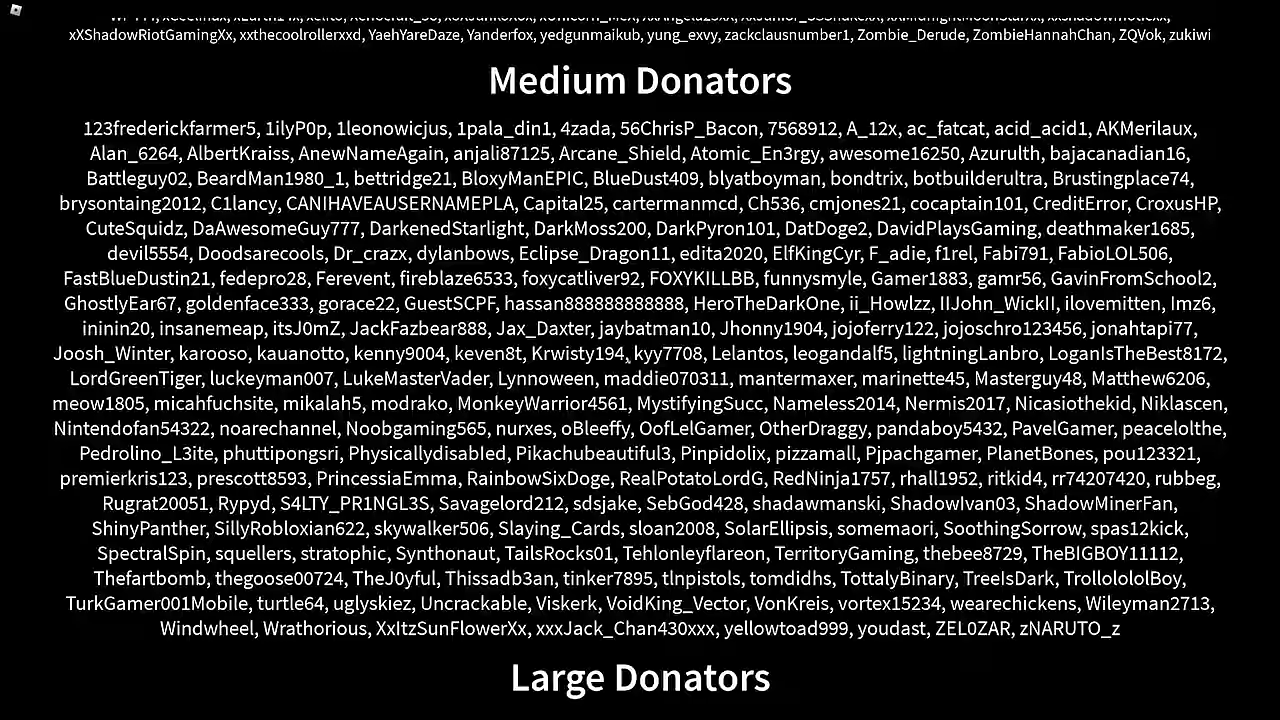 xXShadowRiotGamingXx, xxthecoolrollerxxd, YaehYareDaze, Yanderfox, yedgunmaikub, yung_exvy, zackclausnumber1, Zombie_Derude, ZombieHannahChan, ZQVok, zukiwi
Medium Donators
123frederickfarmer5, 1ilyP0p, 1leonowicjus, 1pala_din1, 4zada, 56ChrisP_Bacon, 7568912, A_12x, ac_fatcat, acid_acid1, AKMerilaux,
Alan_6264, AlbertKraiss, AnewNameAgain, anjali87125, Arcane_Shield, Atomic_En3rgy, awesome16250, Azurulth, bajacanadian16,
Battleguy02, BeardMan1980_1, bettridge21, BloxyManEPIC, BlueDust409, blyatboyman, bondtrix, botbuilderultra, Brustingplace74,
brysontaing2012, C1lancy, CANIHAVEAUSERNAMEPLA, Capital25, cartermanmcd, Ch536, cmjones21, cocaptain101, CreditError, CroxusHP,
CuteSquidz, DaAwesomeGuy777, DarkenedStarlight, DarkMoss200, DarkPyron101, DatDoge2, DavidPlaysGaming, deathmaker1685,
devil5554, Doodsarecools, Dr_crazx, dylanbows, Eclipse_Dragon11, edita2020, ElfKingCyr, F_adie, f1rel, Fabi791, FabioLOL506,
FastBlueDustin21, fedepro28, Ferevent, fireblaze6533, foxycatliver92, FOXYKILLBB, funnysmyle, Gamer1883, gamr56, GavinFromSchool2,
GhostlyEar67, goldenface333, gorace22, GuestSCPF, hassan888888888888, HeroTheDarkOne, ii_Howlzz, IIJohn_WickII, ilovemitten, Imz6,
ininin20, insanemeap, itsJ0mZ, JackFazbear888, Jax_Daxter, jaybatman10, Jhonny1904, jojoferry122, jojoschro123456, jonahtapi77,
Joosh_Winter, karooso, kauanotto, kenny9004, keven8t, Krwisty194, kyy7708, Lelantos, leogandalf5, lightningLanbro, LoganIsTheBest8172,
LordGreenTiger, luckeyman007, LukeMasterVader, Lynnoween, maddie070311, mantermaxer, marinette45, Masterguy48, Matthew6206,
meow1805, micahfuchsite, mikalah5, modrako, MonkeyWarrior4561, MystifyingSucc, Nameless2014, Nermis2017, Nicasiothekid, Niklascen,
Nintendofan54322, noarechannel, Noobgaming565, nurxes, oBleeffy, OofLelGamer, OtherDraggy, pandaboy5432, PavelGamer, peacelolthe,
Pedrolino_L3ite, phuttipongsri, PhysicallydisabIed, Pikachubeautiful3, Pinpidolix, pizzamall, Pjpachgamer, PlanetBones, pou123321,
premierkris123, prescott8593, PrincessiaEmma, RainbowSixDoge, RealPotatoLordG, RedNinja1757, rhall1952, ritkid4, rr74207420, rubbeg,
Rugrat20051, Rypyd, S4LTY_PR1NGL3S, Savagelord212, sdsjake, SebGod428, shadawmanski, ShadowIvan03, ShadowMinerFan,
ShinyPanther, SillyRobloxian622, skywalker506, Slaying_Cards, sloan2008, SolarEllipsis, somemaori, SoothingSorrow, spas12kick,
SpectralSpin, squellers, stratophic, Synthonaut, TailsRocks01, Tehlonleyflareon, TerritoryGaming, thebee8729, TheBIGBOY11112,
Thefartbomb, thegoose00724, TheJ0yful, Thissadb3an, tinker7895, tlnpistols, tomdidhs, TottalyBinary, TreeIsDark, TrollolololBoy,
TurkGamer001Mobile, turtle64, uglyskiez, Uncrackable, Viskerk, VoidKing_Vector, VonKreis, vortex15234, wearechickens, Wileyman2713,
Windwheel, Wrathorious, XxItzSunFlowerXx, xxxJack_Chan430xxx, yellowtoad999, youdast, ZEL0ZAR, zNARUTO_z
Large Donators